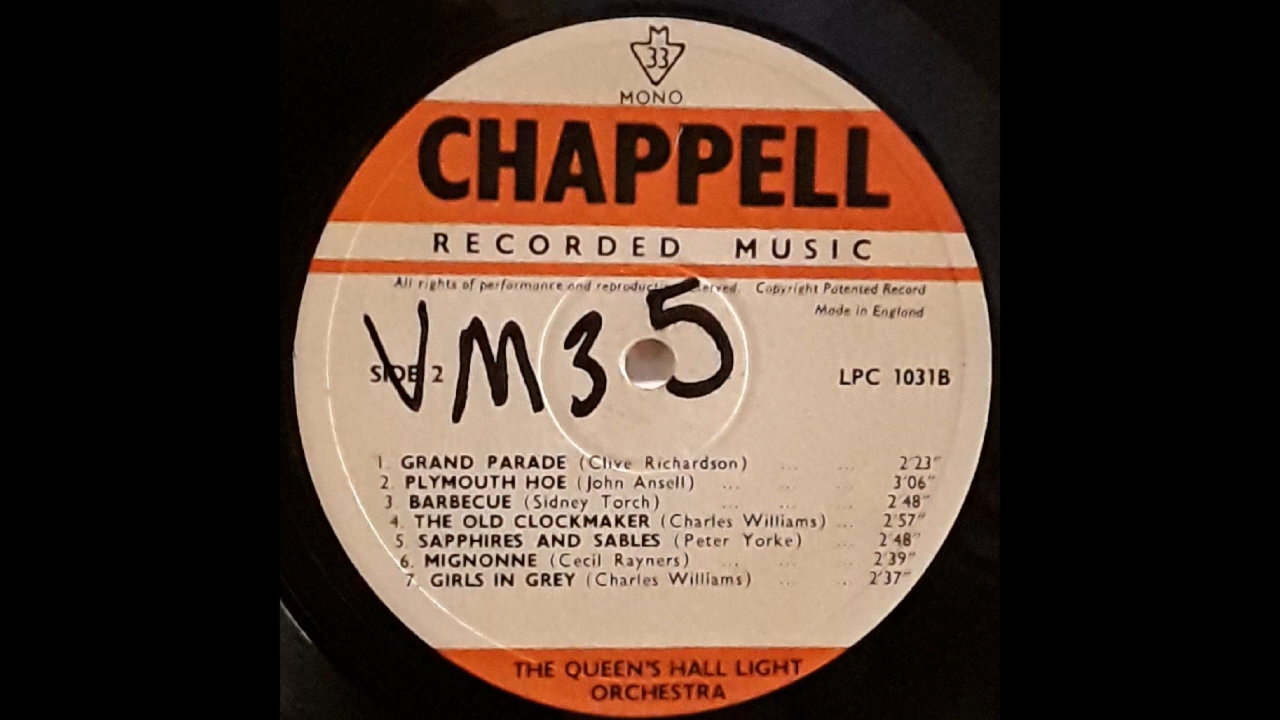 M
33
MONO
CHAPPELL
RECORDED MUSIC
All rights of performance and reproduction reserved. Copyright Patented Record
Made in England
VM35
SIDE 2
LPC 1031B
1. GRAND PARADE (Clive Richardson) ... ... 2'23"
2. PLYMOUTH HOE (John Ansell) ... ... ... 3'06"
3. BARBECUE (Sidney Torch) ... ... ... 2'48"
4. THE OLD CLOCKMAKER (Charles Williams) ... 2'57"
5. SAPPHIRES AND SABLES (Peter Yorke) ... 2'48"
6. MIGNONNE (Cecil Rayners) ... ... ... 2'39"
7. GIRLS IN GREY (Charles Williams) ... ... 2'37"
THE QUEEN'S HALL LIGHT
ORCHESTRA